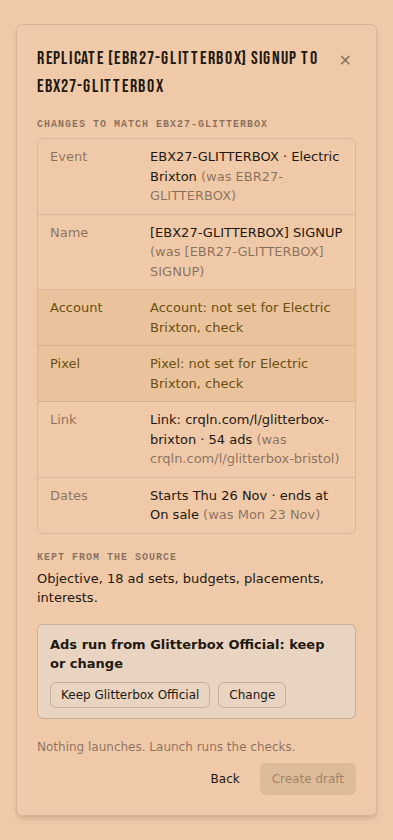 REPLICATE [EBR27-GLITTERBOX] SIGNUP TO
EBX27-GLITTERBOX
×
CHANGES TO MATCH EBX27-GLITTERBOX
Event
EBX27-GLITTERBOX · Electric
Brixton (was EBR27-
GLITTERBOX)
Name
[EBX27-GLITTERBOX] SIGNUP
(was [EBR27-GLITTERBOX]
SIGNUP)
Account
Account: not set for Electric
Brixton, check
Pixel
Pixel: not set for Electric
Brixton, check
Link
Link: crqln.com/l/glitterbox-
brixton · 54 ads (was
crqln.com/l/glitterbox-bristol)
Dates
Starts Thu 26 Nov · ends at
On sale (was Mon 23 Nov)
KEPT FROM THE SOURCE
Objective, 18 ad sets, budgets, placements,
interests.
Ads run from Glitterbox Official: keep
or change
Keep Glitterbox Official
Change
Nothing launches. Launch runs the checks.
Back
Create draft